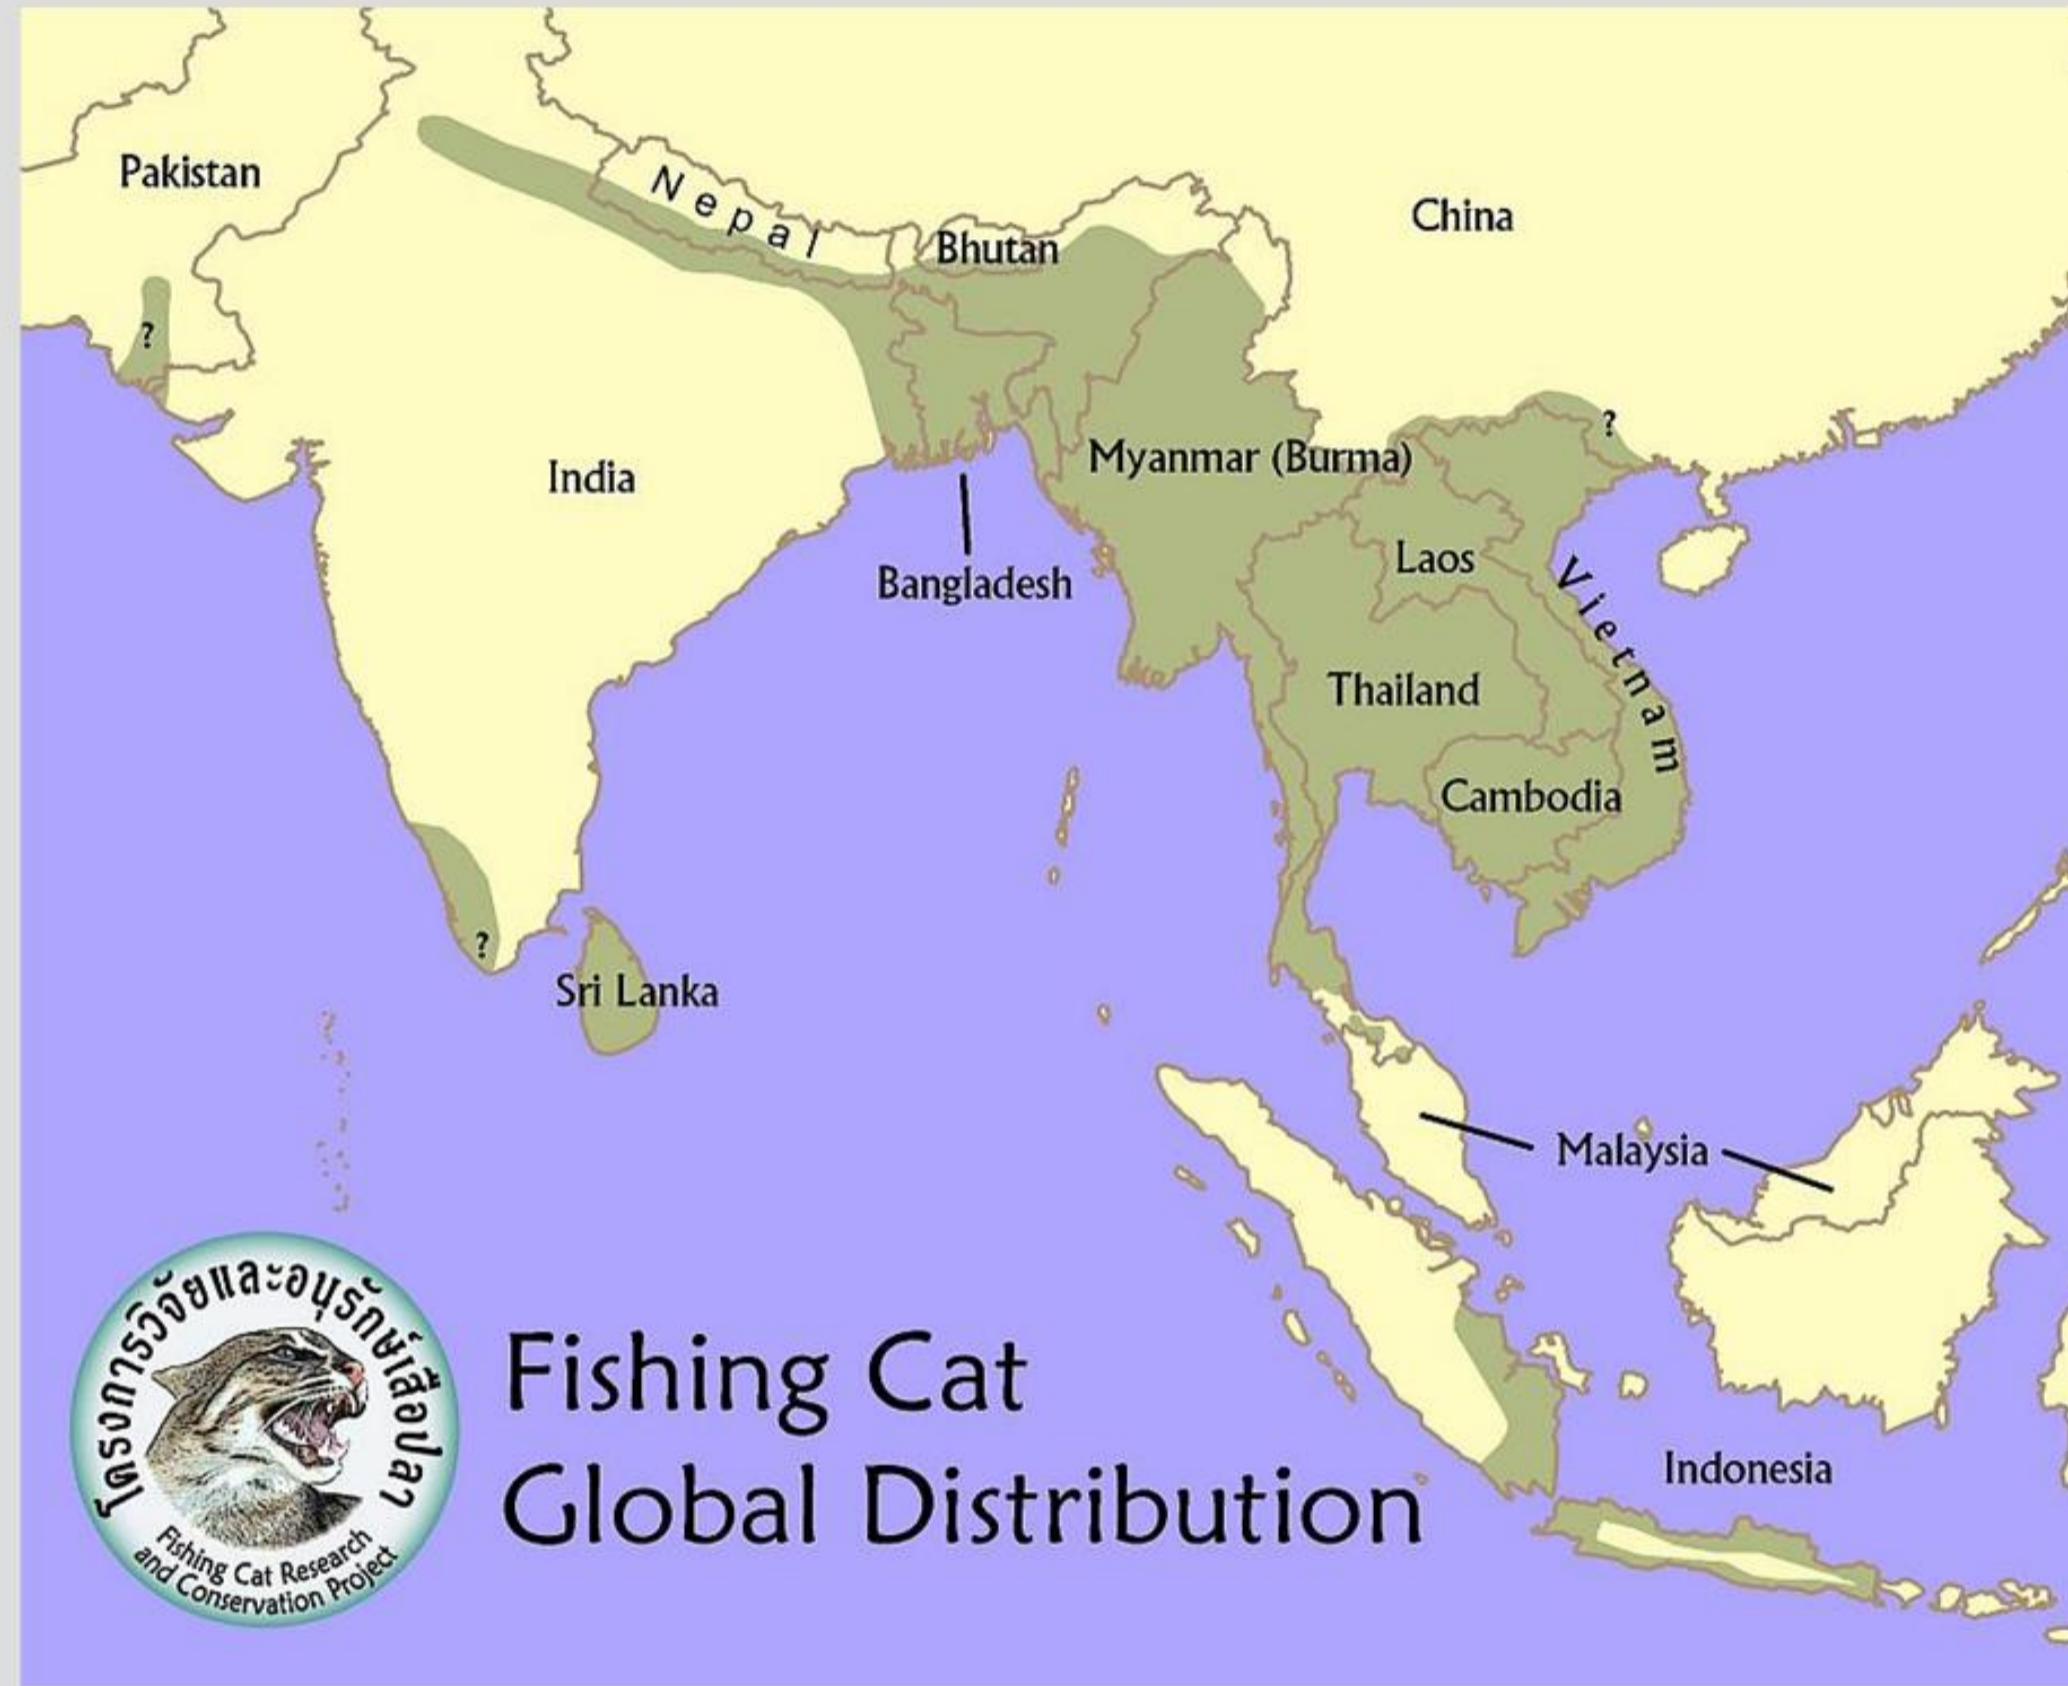 Pakistan
Nepal
Bhutan
China
?
?
India
Myanmar (Burma)
Bangladesh
Laos
Vietnam
Thailand
Cambodia
?
Sri Lanka
Malaysia
Indonesia
Fishing Cat
Global Distribution
โครงการวิจัยและอนุรักษ์เสือปลา
Fishing Cat Research
and Conservation Project